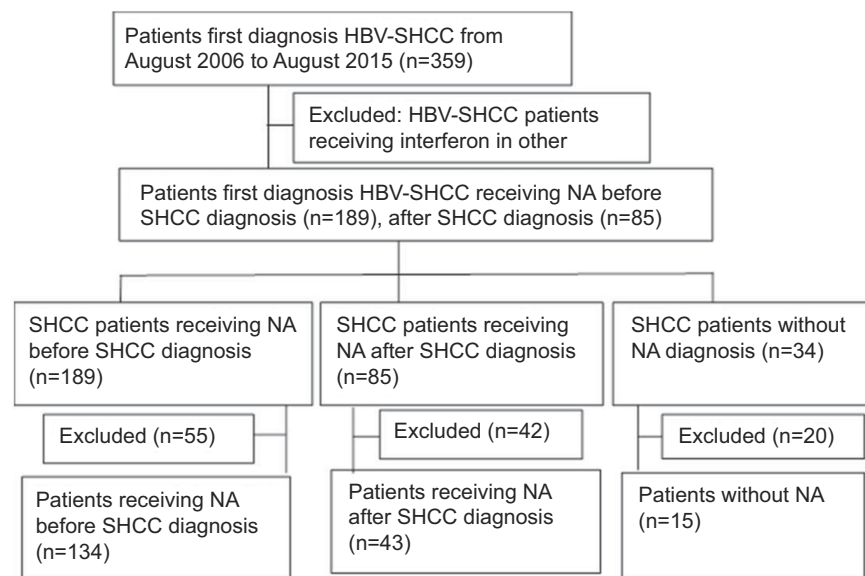 Patients first diagnosis HBV-SHCC from
August 2006 to August 2015 (n=359)
Excluded: HBV-SHCC patients
receiving interferon in other
Patients first diagnosis HBV-SHCC receiving NA before
SHCC diagnosis (n=189), after SHCC diagnosis (n=85)
SHCC patients receiving NA
before SHCC diagnosis
(n=189)
SHCC patients receiving
NA after SHCC diagnosis
(n=85)
SHCC patients without
NA diagnosis (n=34)
Excluded (n=55)
Excluded (n=42)
Excluded (n=20)
Patients receiving NA
before SHCC diagnosis
(n=134)
Patients receiving NA
after SHCC diagnosis
(n=43)
Patients without NA
(n=15)